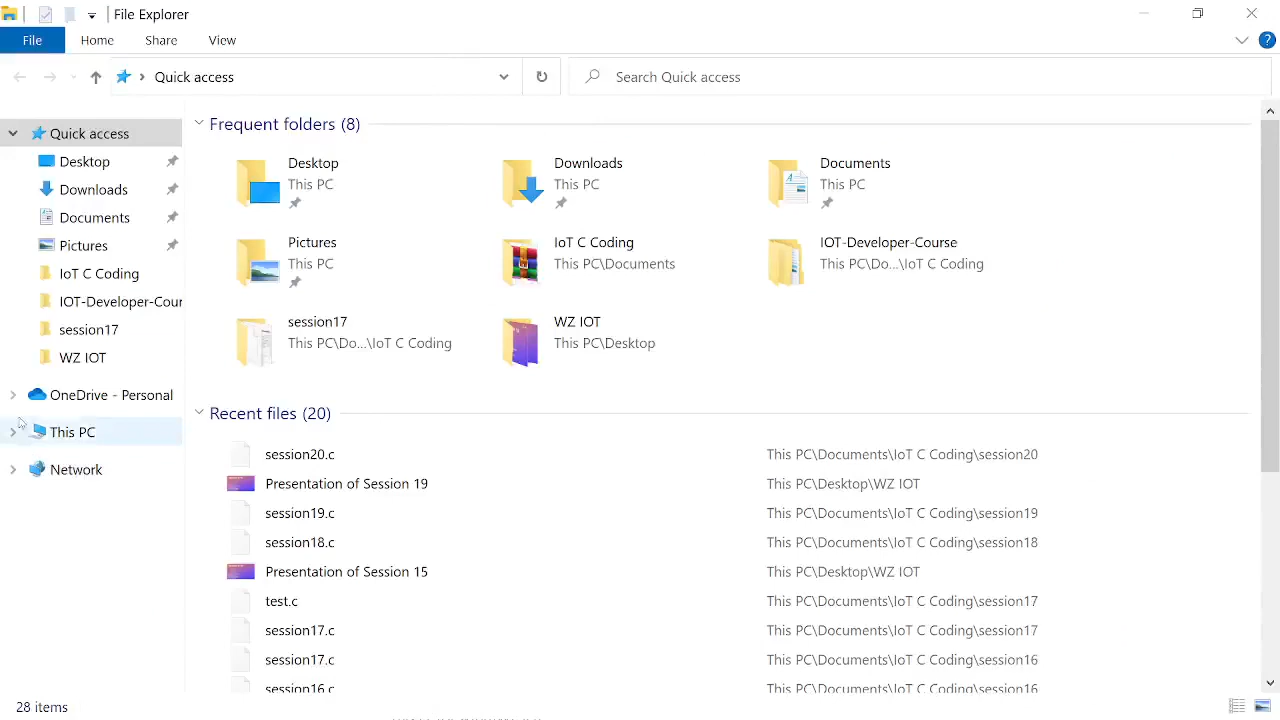 File Explorer
File Home Share View
Quick access
Search Quick access
Quick access
Desktop
Downloads
Documents
Pictures
IoT C Coding
IOT-Developer-Cour
session17
WZ IOT
OneDrive - Personal
This PC
Network
Frequent folders (8)
Desktop
This PC
Downloads
This PC
Documents
This PC
Pictures
This PC
IoT C Coding
This PC\Documents
IOT-Developer-Course
This PC\Do...\IoT C Coding
session17
This PC\Do...\IoT C Coding
WZ IOT
This PC\Desktop
Recent files (20)
session20.c This PC\Documents\IoT C Coding\session20
Presentation of Session 19 This PC\Desktop\WZ IOT
session19.c This PC\Documents\IoT C Coding\session19
session18.c This PC\Documents\IoT C Coding\session18
Presentation of Session 15 This PC\Desktop\WZ IOT
test.c This PC\Documents\IoT C Coding\session17
session17.c This PC\Documents\IoT C Coding\session17
session17.c This PC\Documents\IoT C Coding\session16
session16.c This PC\Documents\IoT C Coding\session16
28 items